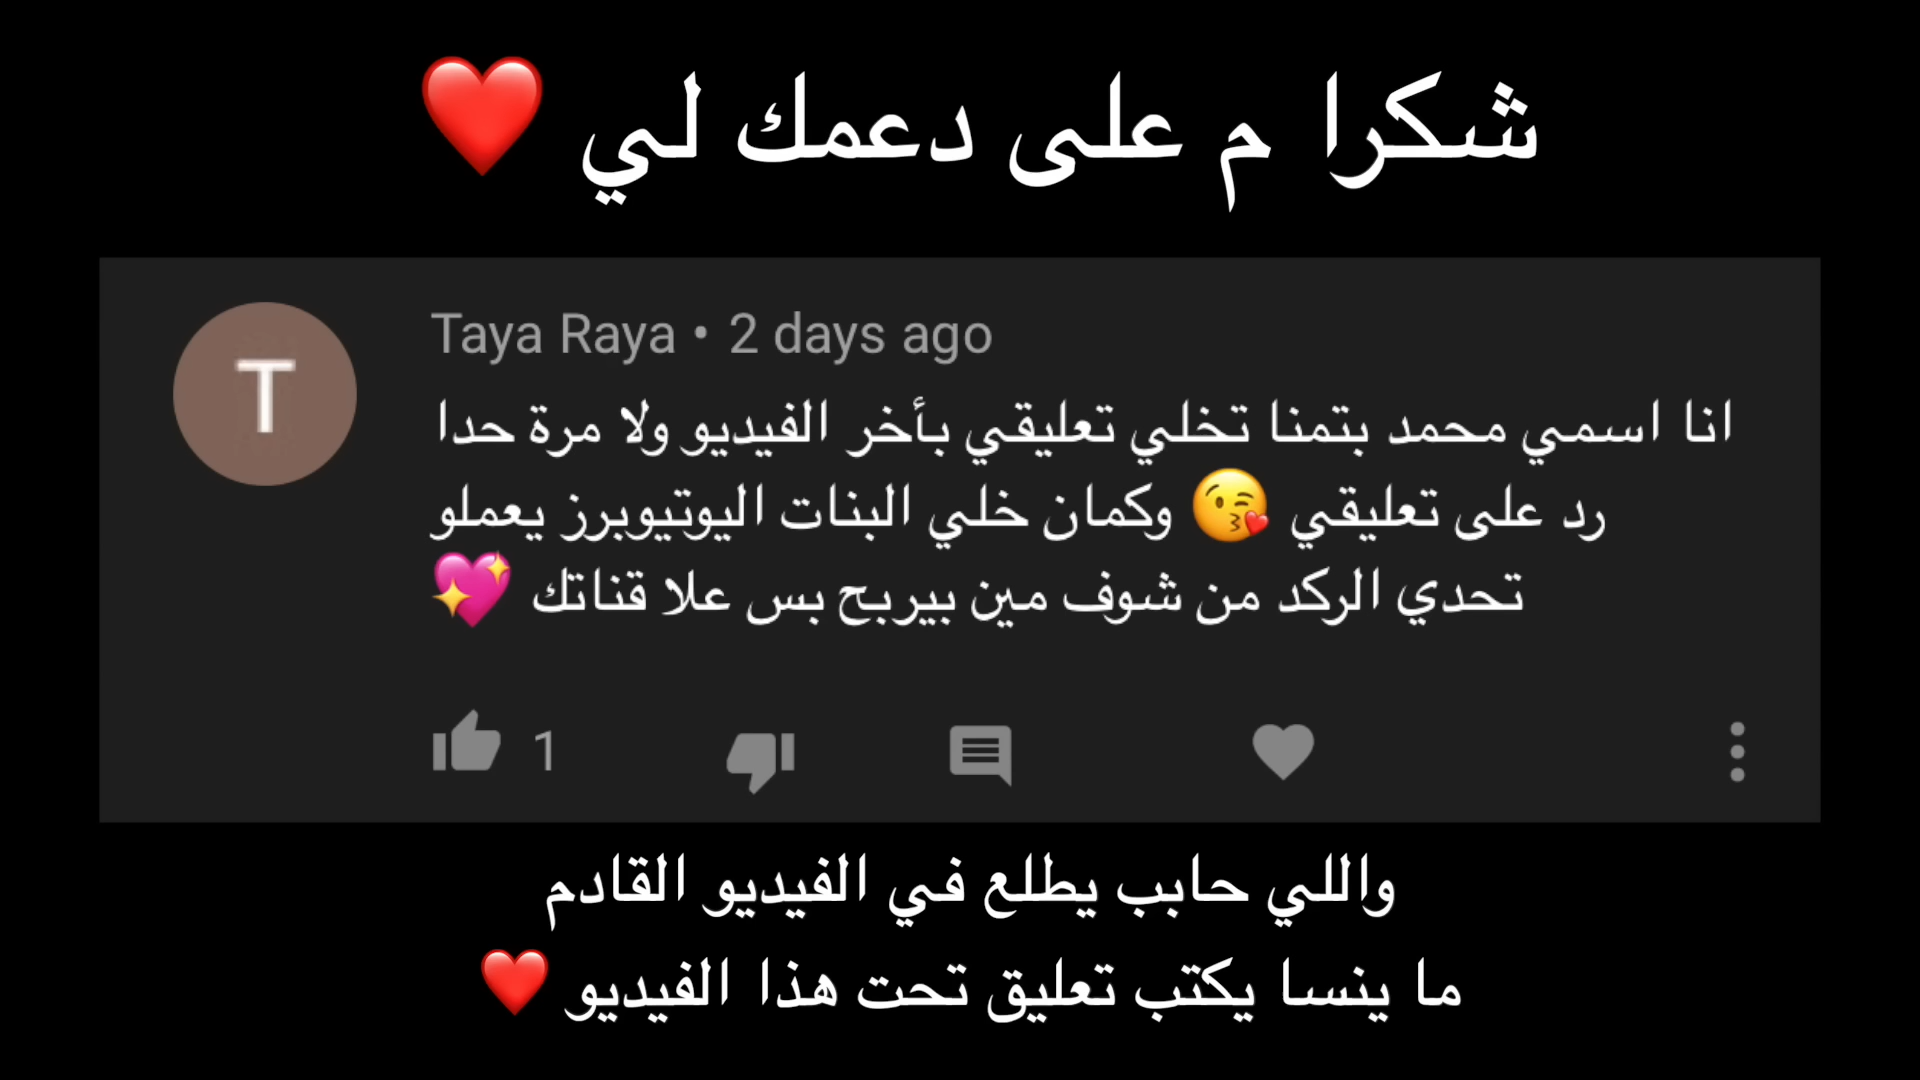 شكرا م على دعمك لي ❤️
Taya Raya • 2 days ago
T
انا اسمي محمد بتمنا تخلي تعليقي بأخر الفيديو ولا مرة حدا
رد على تعليقي 😘 وكمان خلي البنات اليوتيوبرز يعملو
تحدي الركد من شوف مين بيربح بس علا قناتك 💖
1
واللي حابب يطلع في الفيديو القادم
ما ينسا يكتب تعليق تحت هذا الفيديو ❤️